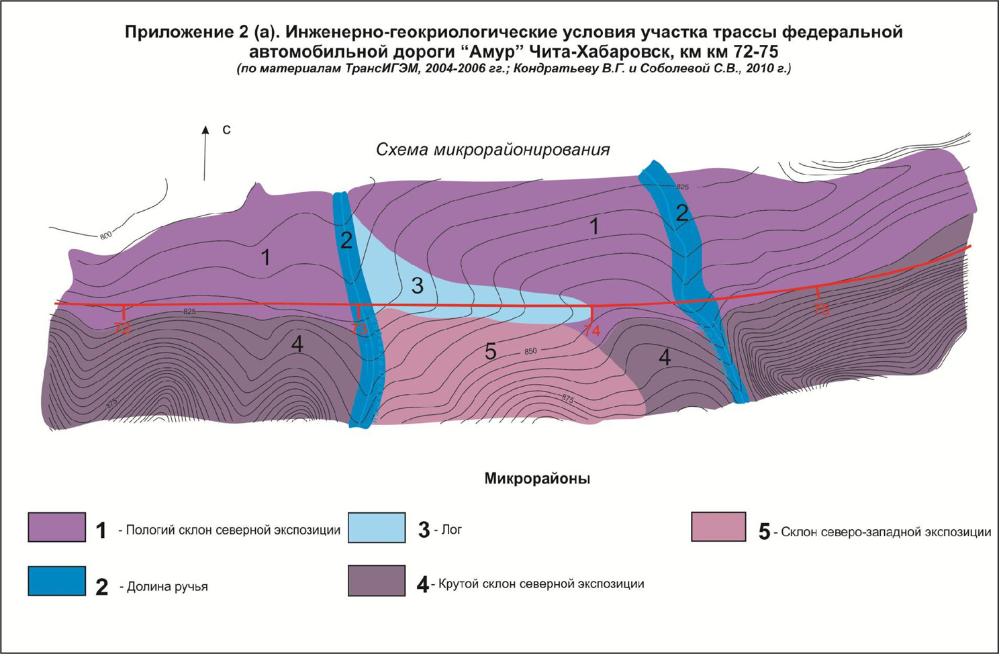 Приложение 2 (а). Инженерно-геокриологические условия участка трассы федеральной
автомобильной дороги “Амур” Чита-Хабаровск, км км 72-75
(по материалам ТрансИГЭМ, 2004-2006 гг.; Кондратьеву В.Г. и Соболевой С.В., 2010 г.)
с
Схема микрорайонирования
825
2
1
800
2
1
3
825
72
73
74
75
4
5
850
4
875
875
Микрорайоны
1 - Пологий склон северной экспозиции
3 - Лог
5 - Склон северо-западной экспозиции
2 - Долина ручья
4 - Крутой склон северной экспозиции